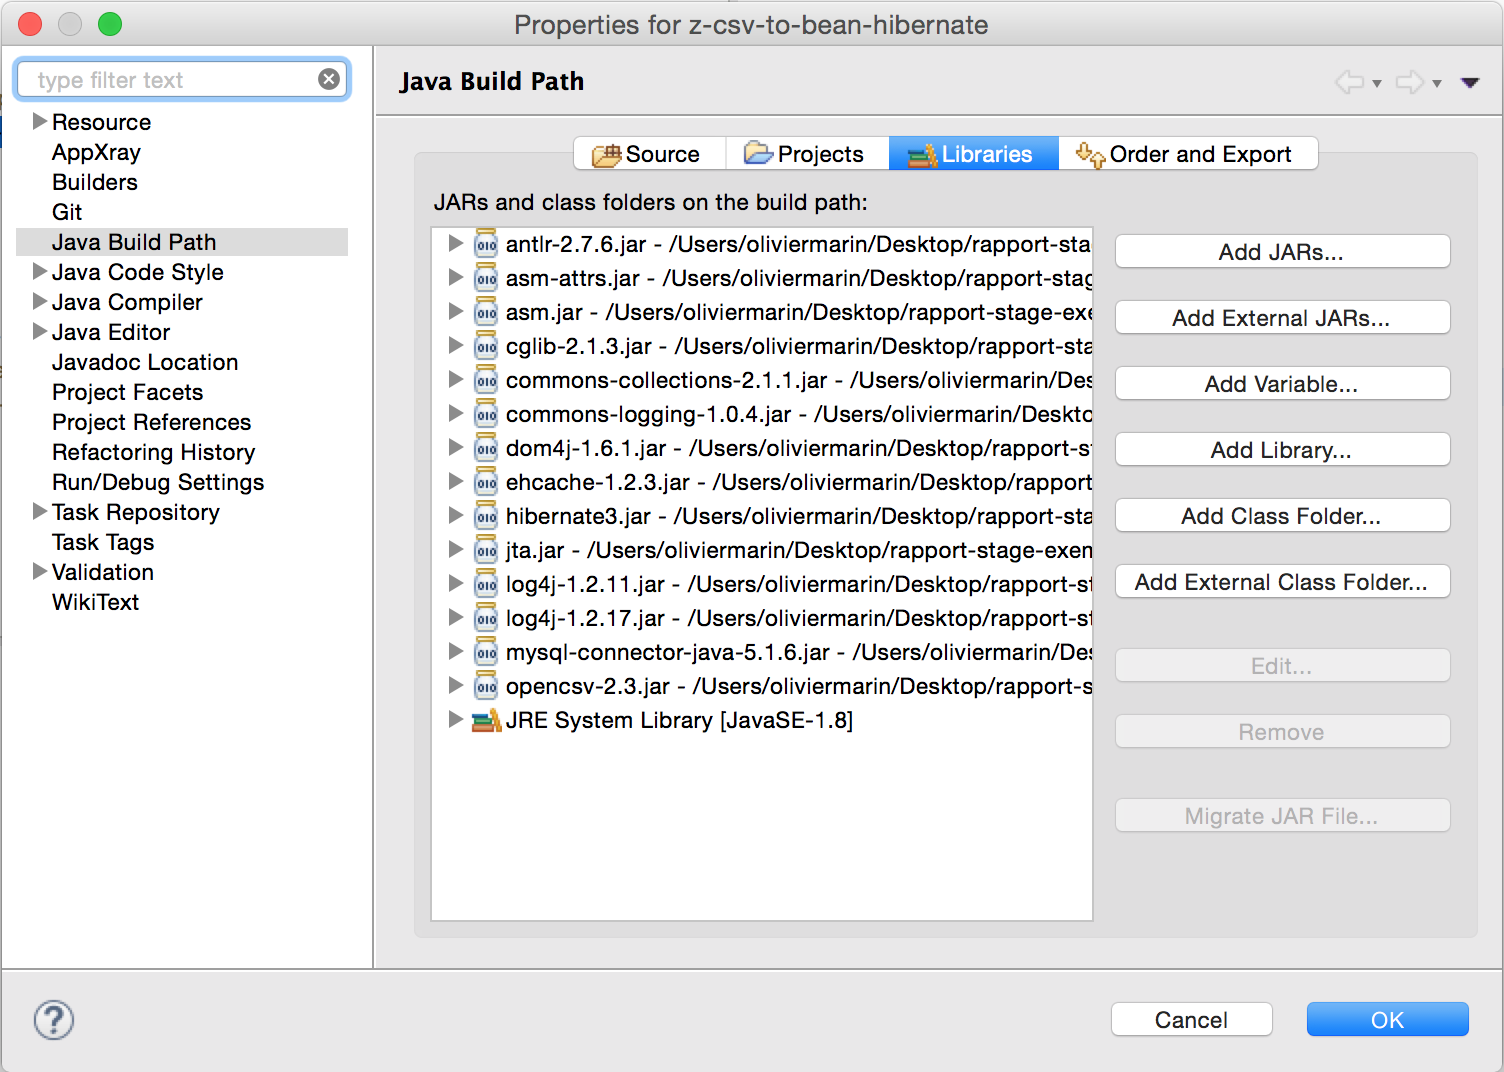 Properties for z-csv-to-bean-hibernate
type filter text
Resource
AppXray
Builders
Git
Java Build Path
Java Code Style
Java Compiler
Java Editor
Javadoc Location
Project Facets
Project References
Refactoring History
Run/Debug Settings
Task Repository
Task Tags
Validation
WikiText
Java Build Path
Source Projects Libraries Order and Export
JARs and class folders on the build path:
antlr-2.7.6.jar - /Users/oliviermarin/Desktop/rapport-sta
asm-attrs.jar - /Users/oliviermarin/Desktop/rapport-stag
asm.jar - /Users/oliviermarin/Desktop/rapport-stage-exe
cglib-2.1.3.jar - /Users/oliviermarin/Desktop/rapport-sta
commons-collections-2.1.1.jar - /Users/oliviermarin/Des
commons-logging-1.0.4.jar - /Users/oliviermarin/Deskto
dom4j-1.6.1.jar - /Users/oliviermarin/Desktop/rapport-st
ehcache-1.2.3.jar - /Users/oliviermarin/Desktop/rapport
hibernate3.jar - /Users/oliviermarin/Desktop/rapport-sta
jta.jar - /Users/oliviermarin/Desktop/rapport-stage-exem
log4j-1.2.11.jar - /Users/oliviermarin/Desktop/rapport-st
log4j-1.2.17.jar - /Users/oliviermarin/Desktop/rapport-st
mysql-connector-java-5.1.6.jar - /Users/oliviermarin/Des
opencsv-2.3.jar - /Users/oliviermarin/Desktop/rapport-s
JRE System Library [JavaSE-1.8]
Add JARs...
Add External JARs...
Add Variable...
Add Library...
Add Class Folder...
Add External Class Folder...
Edit...
Remove
Migrate JAR File...
Cancel
OK